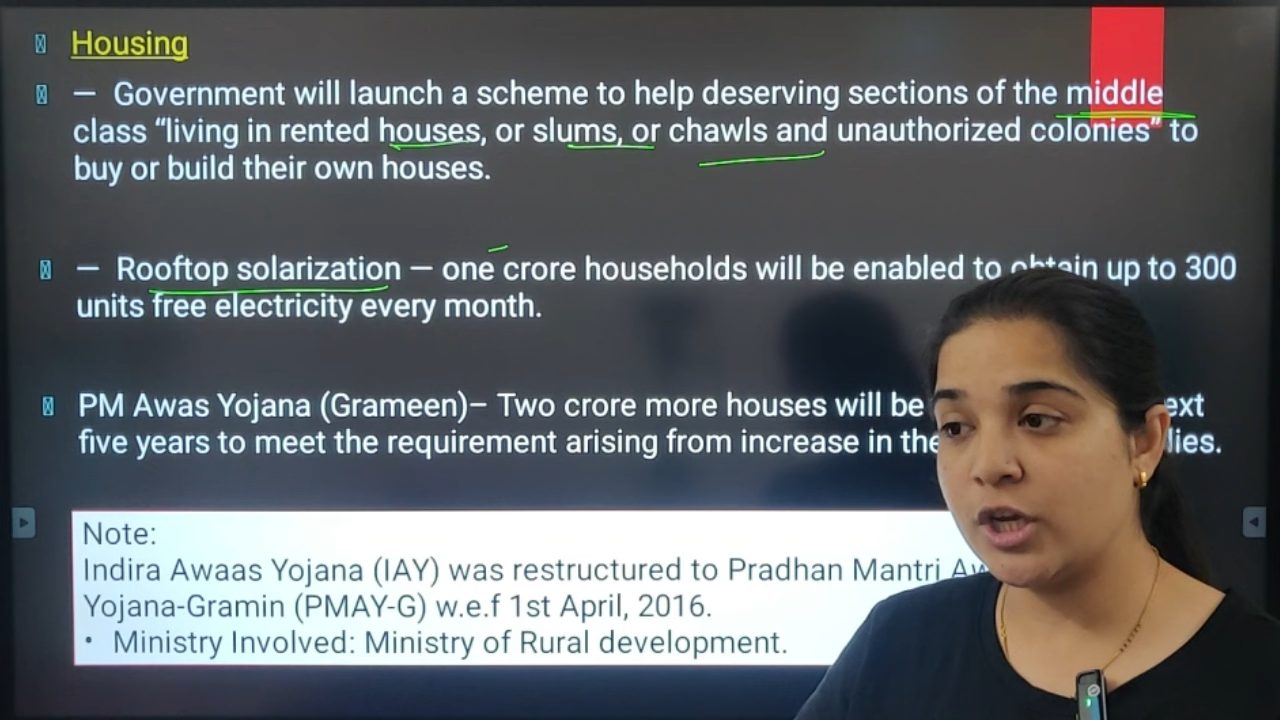 Housing
— Government will launch a scheme to help deserving sections of the middle
class “living in rented houses, or slums, or chawls and unauthorized colonies” to
buy or build their own houses.
— Rooftop solarization — one crore households will be enabled to obtain up to 300
units free electricity every month.
PM Awas Yojana (Grameen)– Two crore more houses will be
five years to meet the requirement arising from increase in the
Note:
Indira Awaas Yojana (IAY) was restructured to Pradhan Mantri
Yojana-Gramin (PMAY-G) w.e.f 1st April, 2016.
• Ministry Involved: Ministry of Rural development.